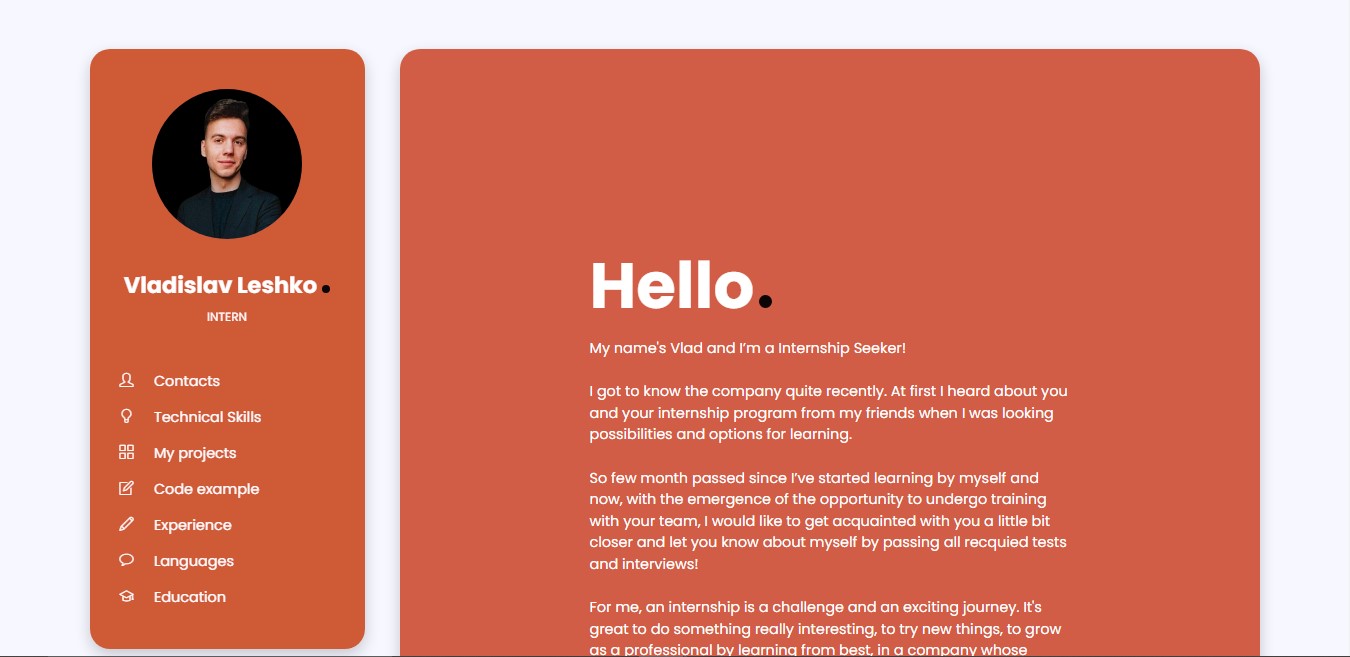 Vladislav Leshko.
INTERN
Contacts
Technical Skills
My projects
Code example
Experience
Languages
Education
Hello.
My name's Vlad and I’m a Internship Seeker!
I got to know the company quite recently. At first I heard about you
and your internship program from my friends when I was looking
possibilities and options for learning.
So few month passed since I’ve started learning by myself and
now, with the emergence of the opportunity to undergo training
with your team, I would like to get acquainted with you a little bit
closer and let you know about myself by passing all recquied tests
and interviews!
For me, an internship is a challenge and an exciting journey. It's
great to do something really interesting, to try new things, to grow
as a professional by learning from best, in a company whose